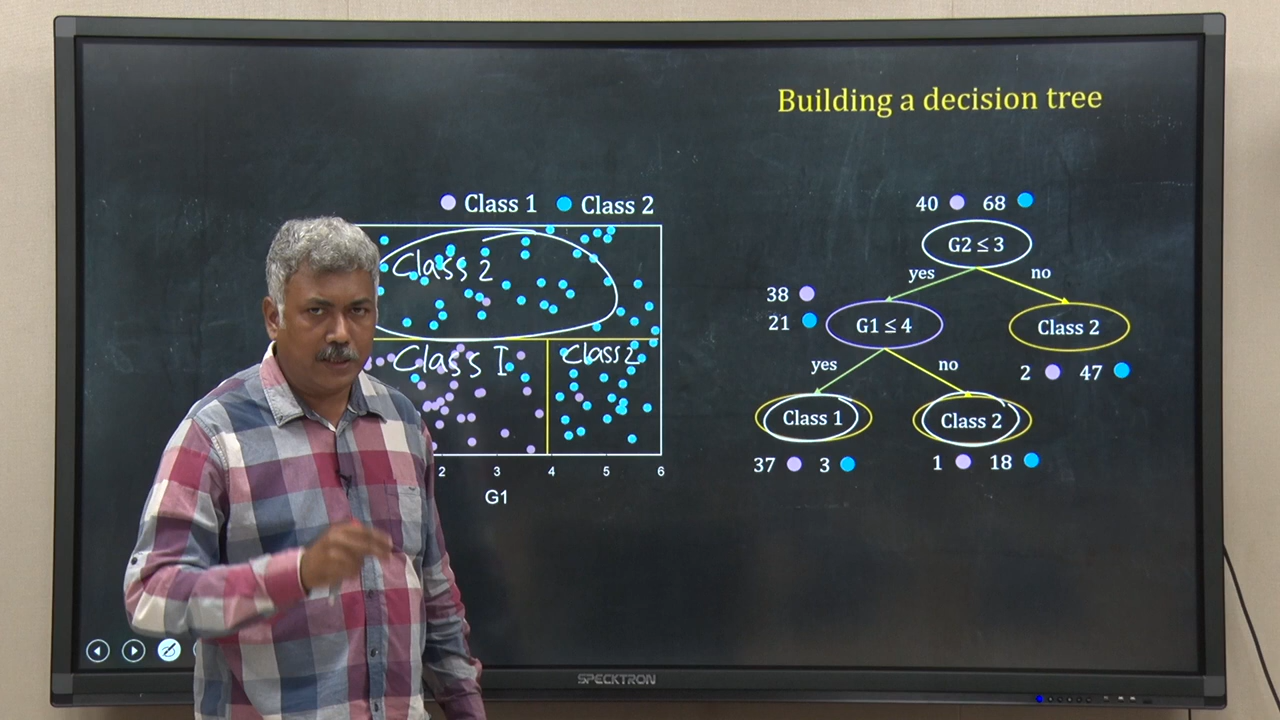 Building a decision tree
Class 1 Class 2
40 68
G2 ≤ 3
yes no
Class 2
38
21
G1 ≤ 4
Class 2
2 47
Class I Class 2
yes no
Class 1
Class 2
37 3
1 18
2 3 4 5 6
G1
SPECKTRON